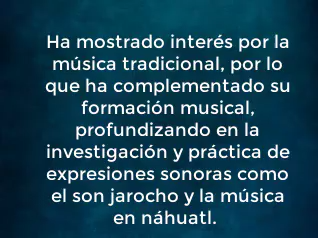 Ha mostrado interés por la
música tradicional, por lo
que ha complementado su
formación musical,
profundizando en la
investigación y práctica de
expresiones sonoras como
el son jarocho y la música
en náhuatl.